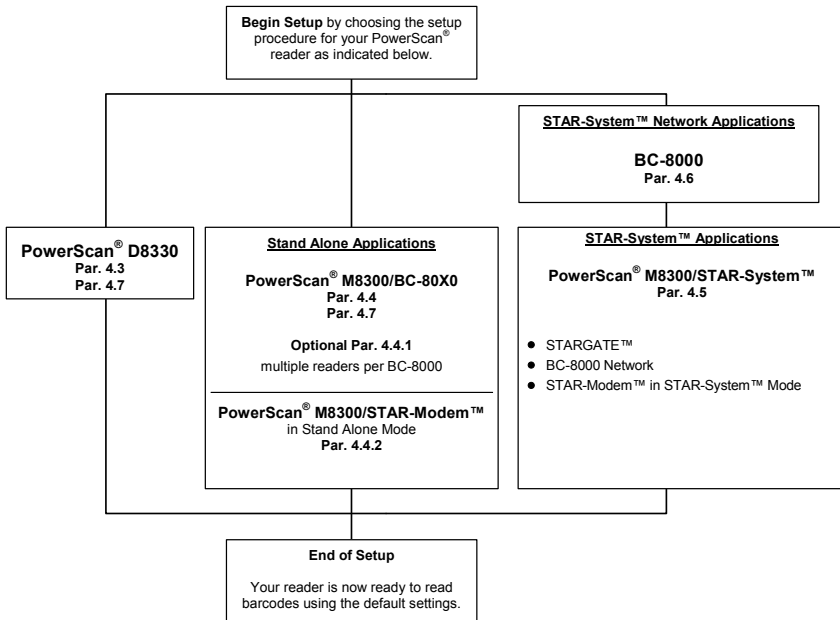 Begin Setup by choosing the setup
procedure for your PowerScan®
reader as indicated below.
STAR-System™ Network Applications
BC-8000
Par. 4.6
PowerScan® D8330
Par. 4.3
Par. 4.7
Stand Alone Applications
PowerScan® M8300/BC-80X0
Par. 4.4
Par. 4.7
Optional Par. 4.4.1
multiple readers per BC-8000
PowerScan® M8300/STAR-Modem™
in Stand Alone Mode
Par. 4.4.2
STAR-System™ Applications
PowerScan® M8300/STAR-System™
Par. 4.5
● STARGATE™
● BC-8000 Network
● STAR-Modem™ in STAR-System™ Mode
End of Setup
Your reader is now ready to read
barcodes using the default settings.